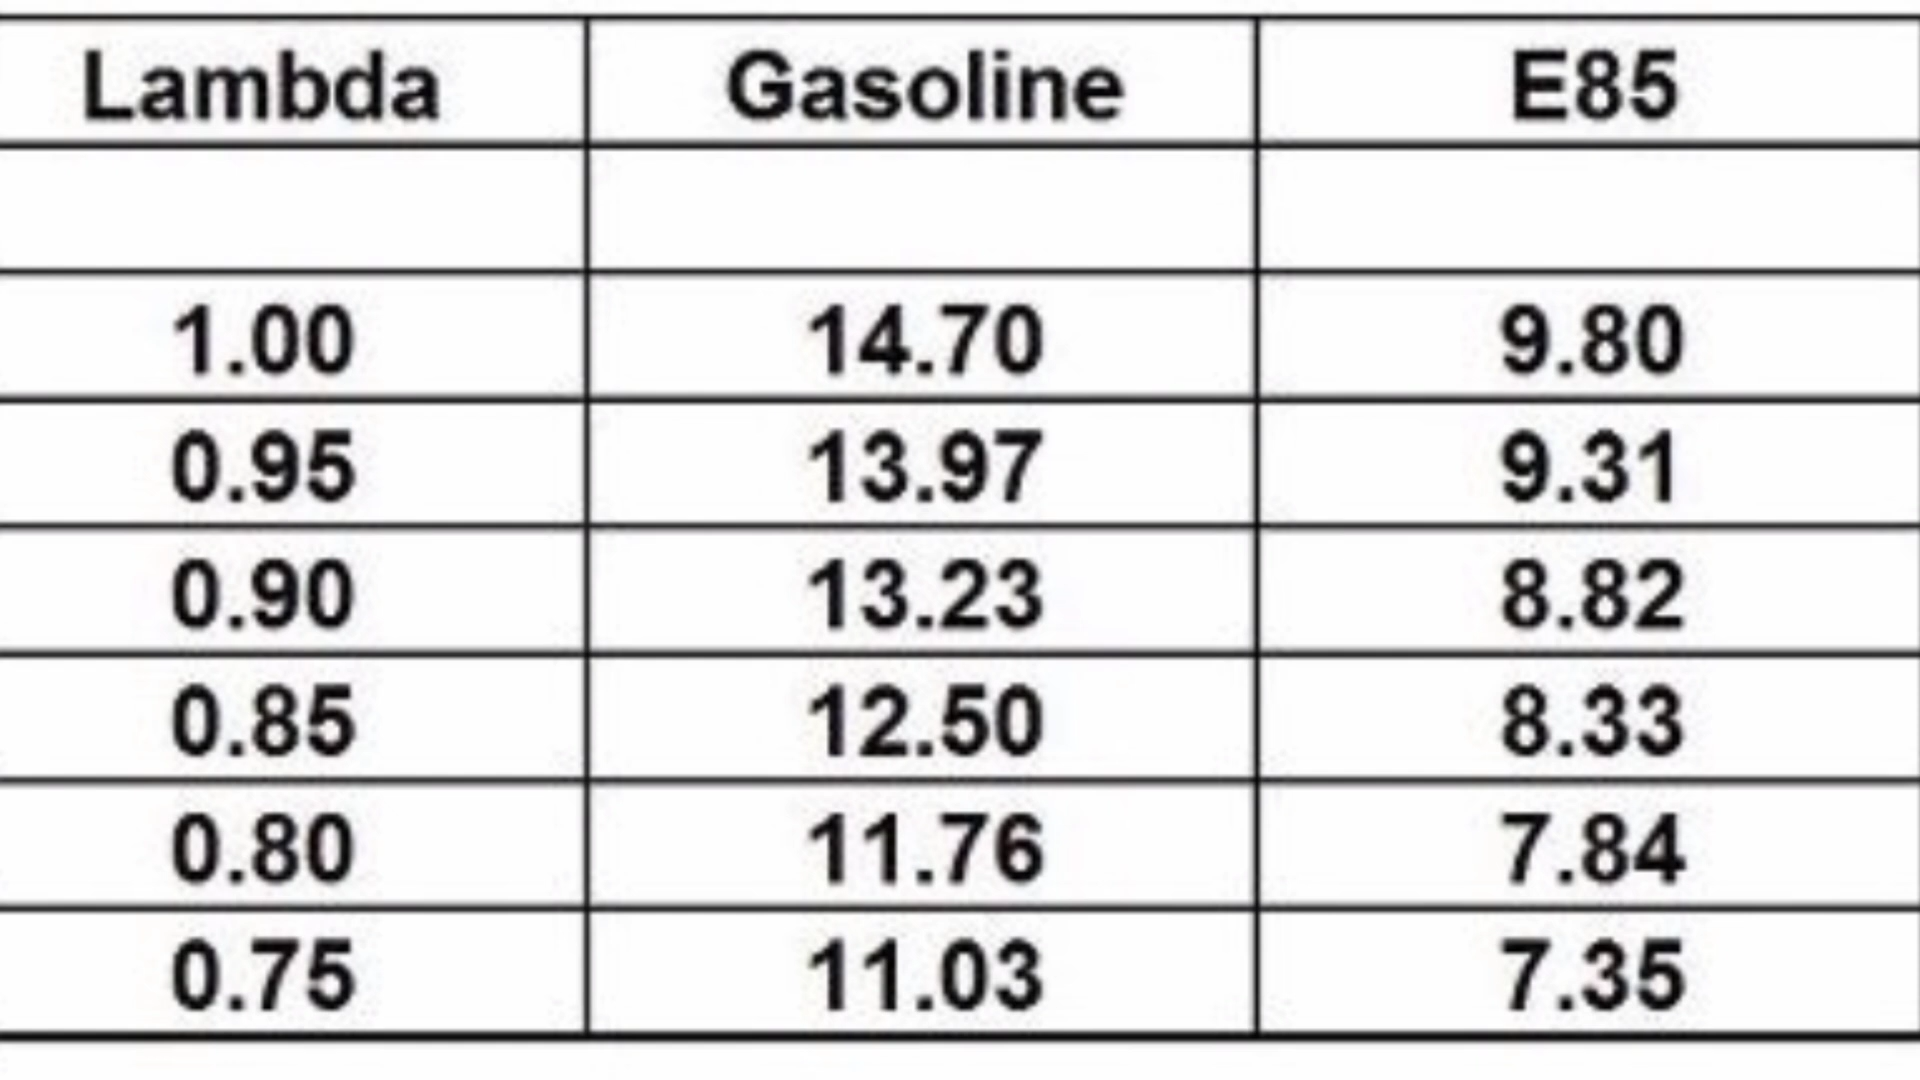 Lambda Gasoline E85
1.00 14.70 9.80
0.95 13.97 9.31
0.90 13.23 8.82
0.85 12.50 8.33
0.80 11.76 7.84
0.75 11.03 7.35